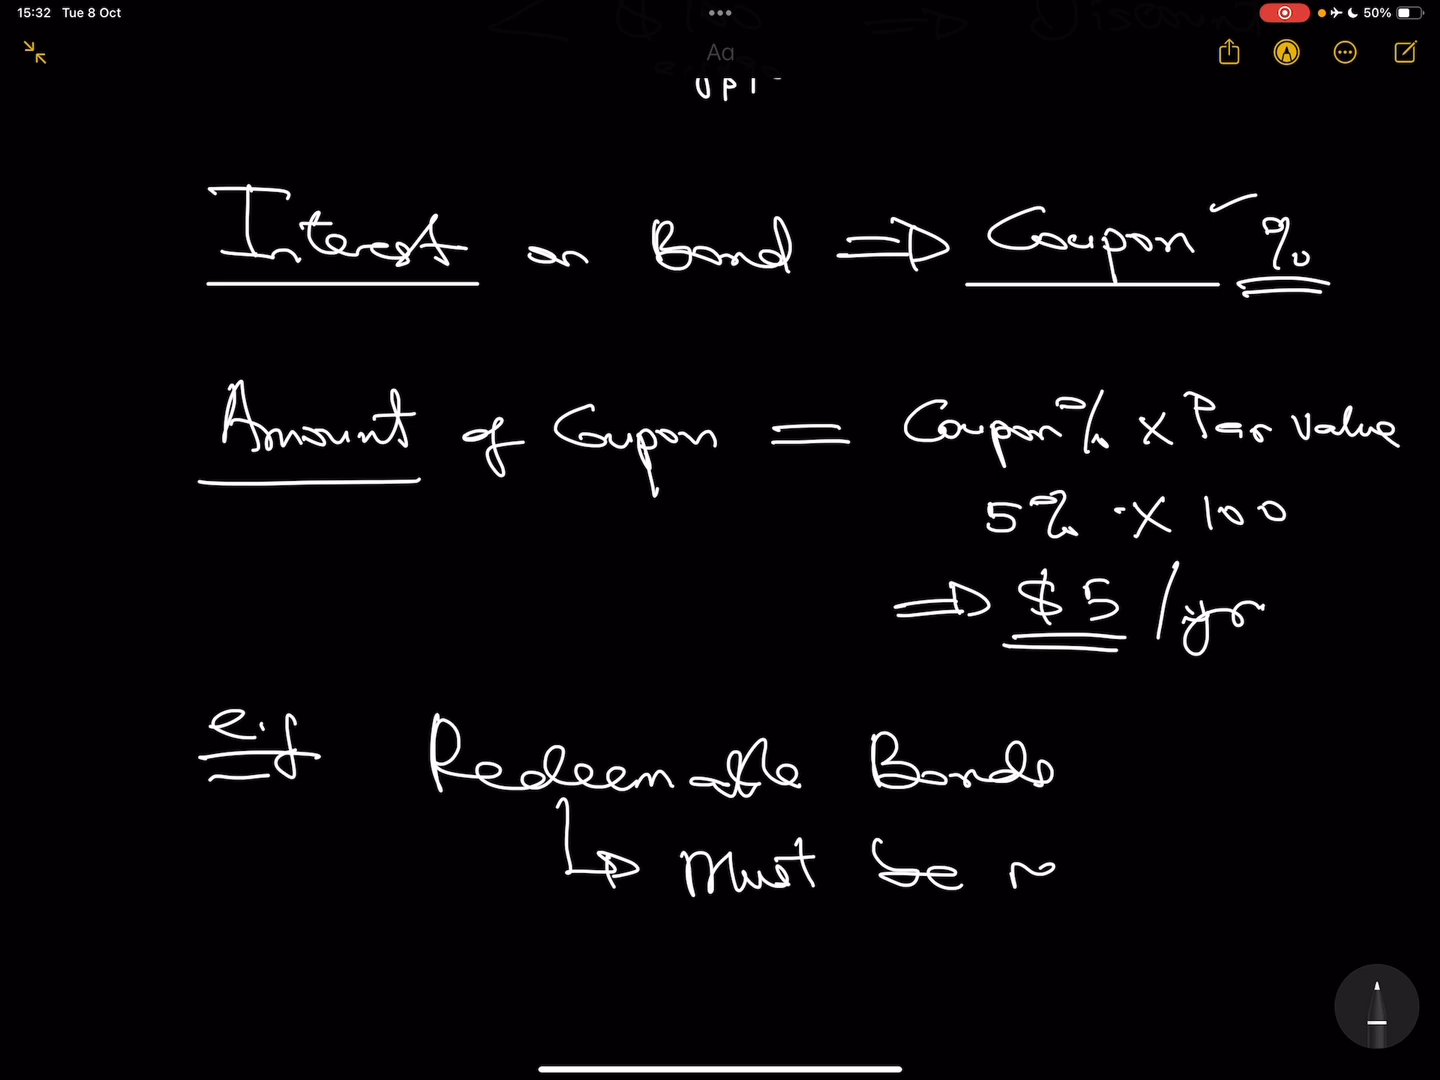 15:32 Tue 8 Oct
50%
Aa
Interest on Bond ⇒ Coupon %
Amount of Coupon = Coupon % x Par value
5% x 100
⇒ $5 /yr
e.g Redeemable Bonds
↳ Must be r